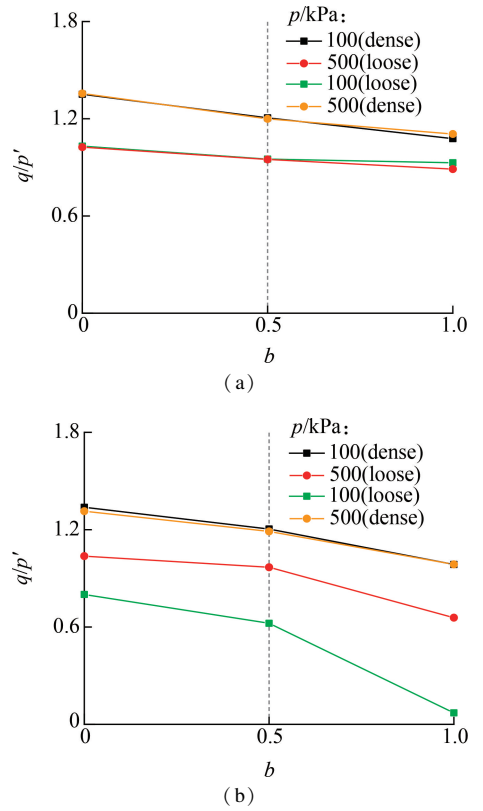 p/kPa：
100(dense)
500(loose)
100(loose)
500(dense)
1.8
1.2
0.6
0
q/p′
0 0.5 1.0
b
（a）
p/kPa：
100(dense)
500(loose)
100(loose)
500(dense)
1.8
1.2
0.6
0
q/p′
0 0.5 1.0
b
（b）